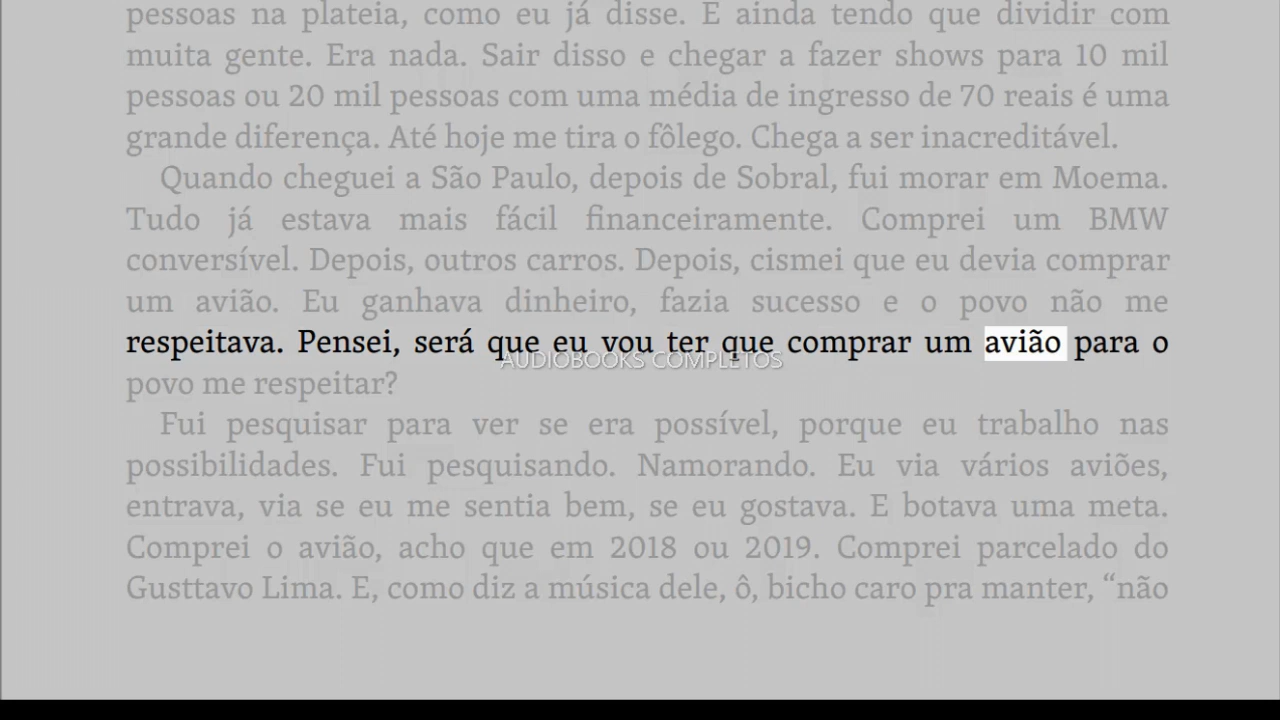 pessoas na plateia, como eu já disse. E ainda tendo que dividir com
muita gente. Era nada. Sair disso e chegar a fazer shows para 10 mil
pessoas ou 20 mil pessoas com uma média de ingresso de 70 reais é uma
grande diferença. Até hoje me tira o fôlego. Chega a ser inacreditável.
Quando cheguei a São Paulo, depois de Sobral, fui morar em Moema.
Tudo já estava mais fácil financeiramente. Comprei um BMW
conversível. Depois, outros carros. Depois, cismei que eu devia comprar
um avião. Eu ganhava dinheiro, fazia sucesso e o povo não me
respeitava. Pensei, será que eu vou ter que comprar um avião para o
AUDIOBOOKS COMPLETOS
povo me respeitar?
Fui pesquisar para ver se era possível, porque eu trabalho nas
possibilidades. Fui pesquisando. Namorando. Eu via vários aviões,
entrava, via se eu me sentia bem, se eu gostava. E botava uma meta.
Comprei o avião, acho que em 2018 ou 2019. Comprei parcelado do
Gusttavo Lima. E, como diz a música dele, ô, bicho caro pra manter, “não